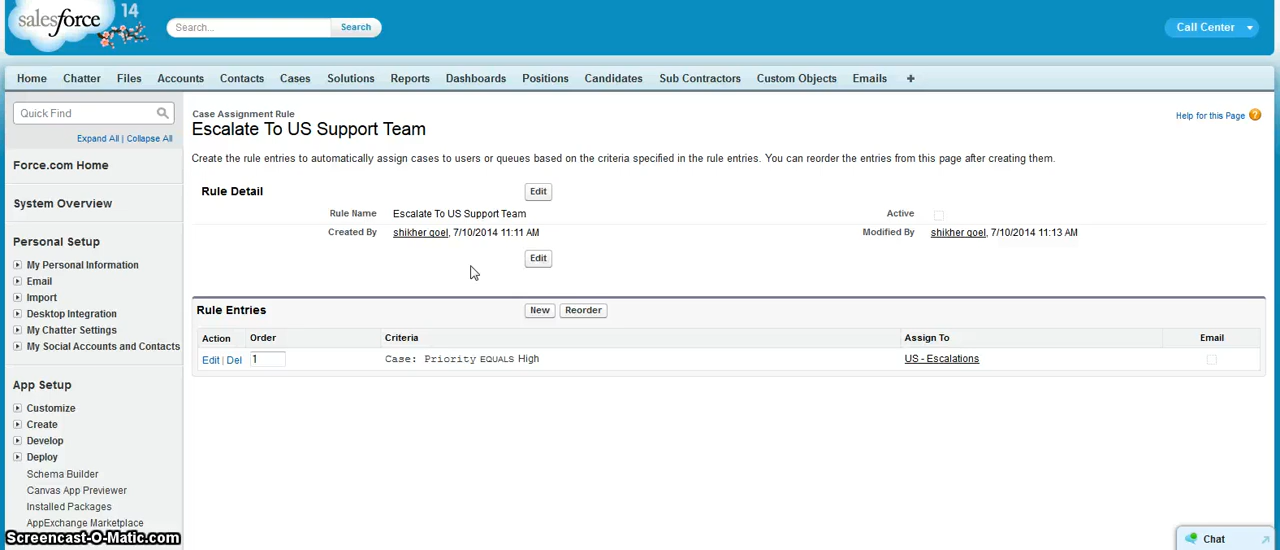 salesforce
14
Search...
Search
Call Center
Home Chatter Files Accounts Contacts Cases Solutions Reports Dashboards Positions Candidates Sub Contractors Custom Objects Emails +
Quick Find
Expand All | Collapse All
Force.com Home
System Overview
Personal Setup
My Personal Information
Email
Import
Desktop Integration
My Chatter Settings
My Social Accounts and Contacts
App Setup
Customize
Create
Develop
Deploy
Schema Builder
Canvas App Previewer
Installed Packages
AppExchange Marketplace
Case Assignment Rule
Escalate To US Support Team
Help for this Page ?
Create the rule entries to automatically assign cases to users or queues based on the criteria specified in the rule entries. You can reorder the entries from this page after creating them.
Rule Detail Edit
Rule Name Escalate To US Support Team Active
Created By shikher goel, 7/10/2014 11:11 AM Modified By shikher goel, 7/10/2014 11:13 AM
Edit
Rule Entries New Reorder
Action Order Criteria Assign To Email
Edit | Del 1 Case: Priority EQUALS High US - Escalations
Screencast-O-Matic.com
Chat